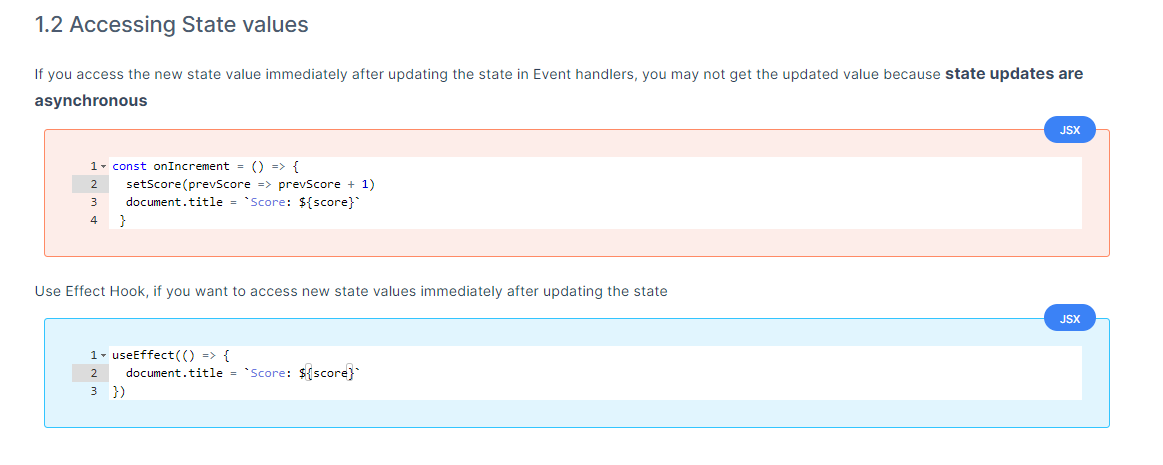 1.2 Accessing State values
If you access the new state value immediately after updating the state in Event handlers, you may not get the updated value because state updates are
asynchronous
JSX
1 const onIncrement = () => {
2 setScore(prevScore => prevScore + 1)
3 document.title = `Score: ${score}`
4 }
Use Effect Hook, if you want to access new state values immediately after updating the state
JSX
1 useEffect(() => {
2 document.title = `Score: ${score}`
3 })